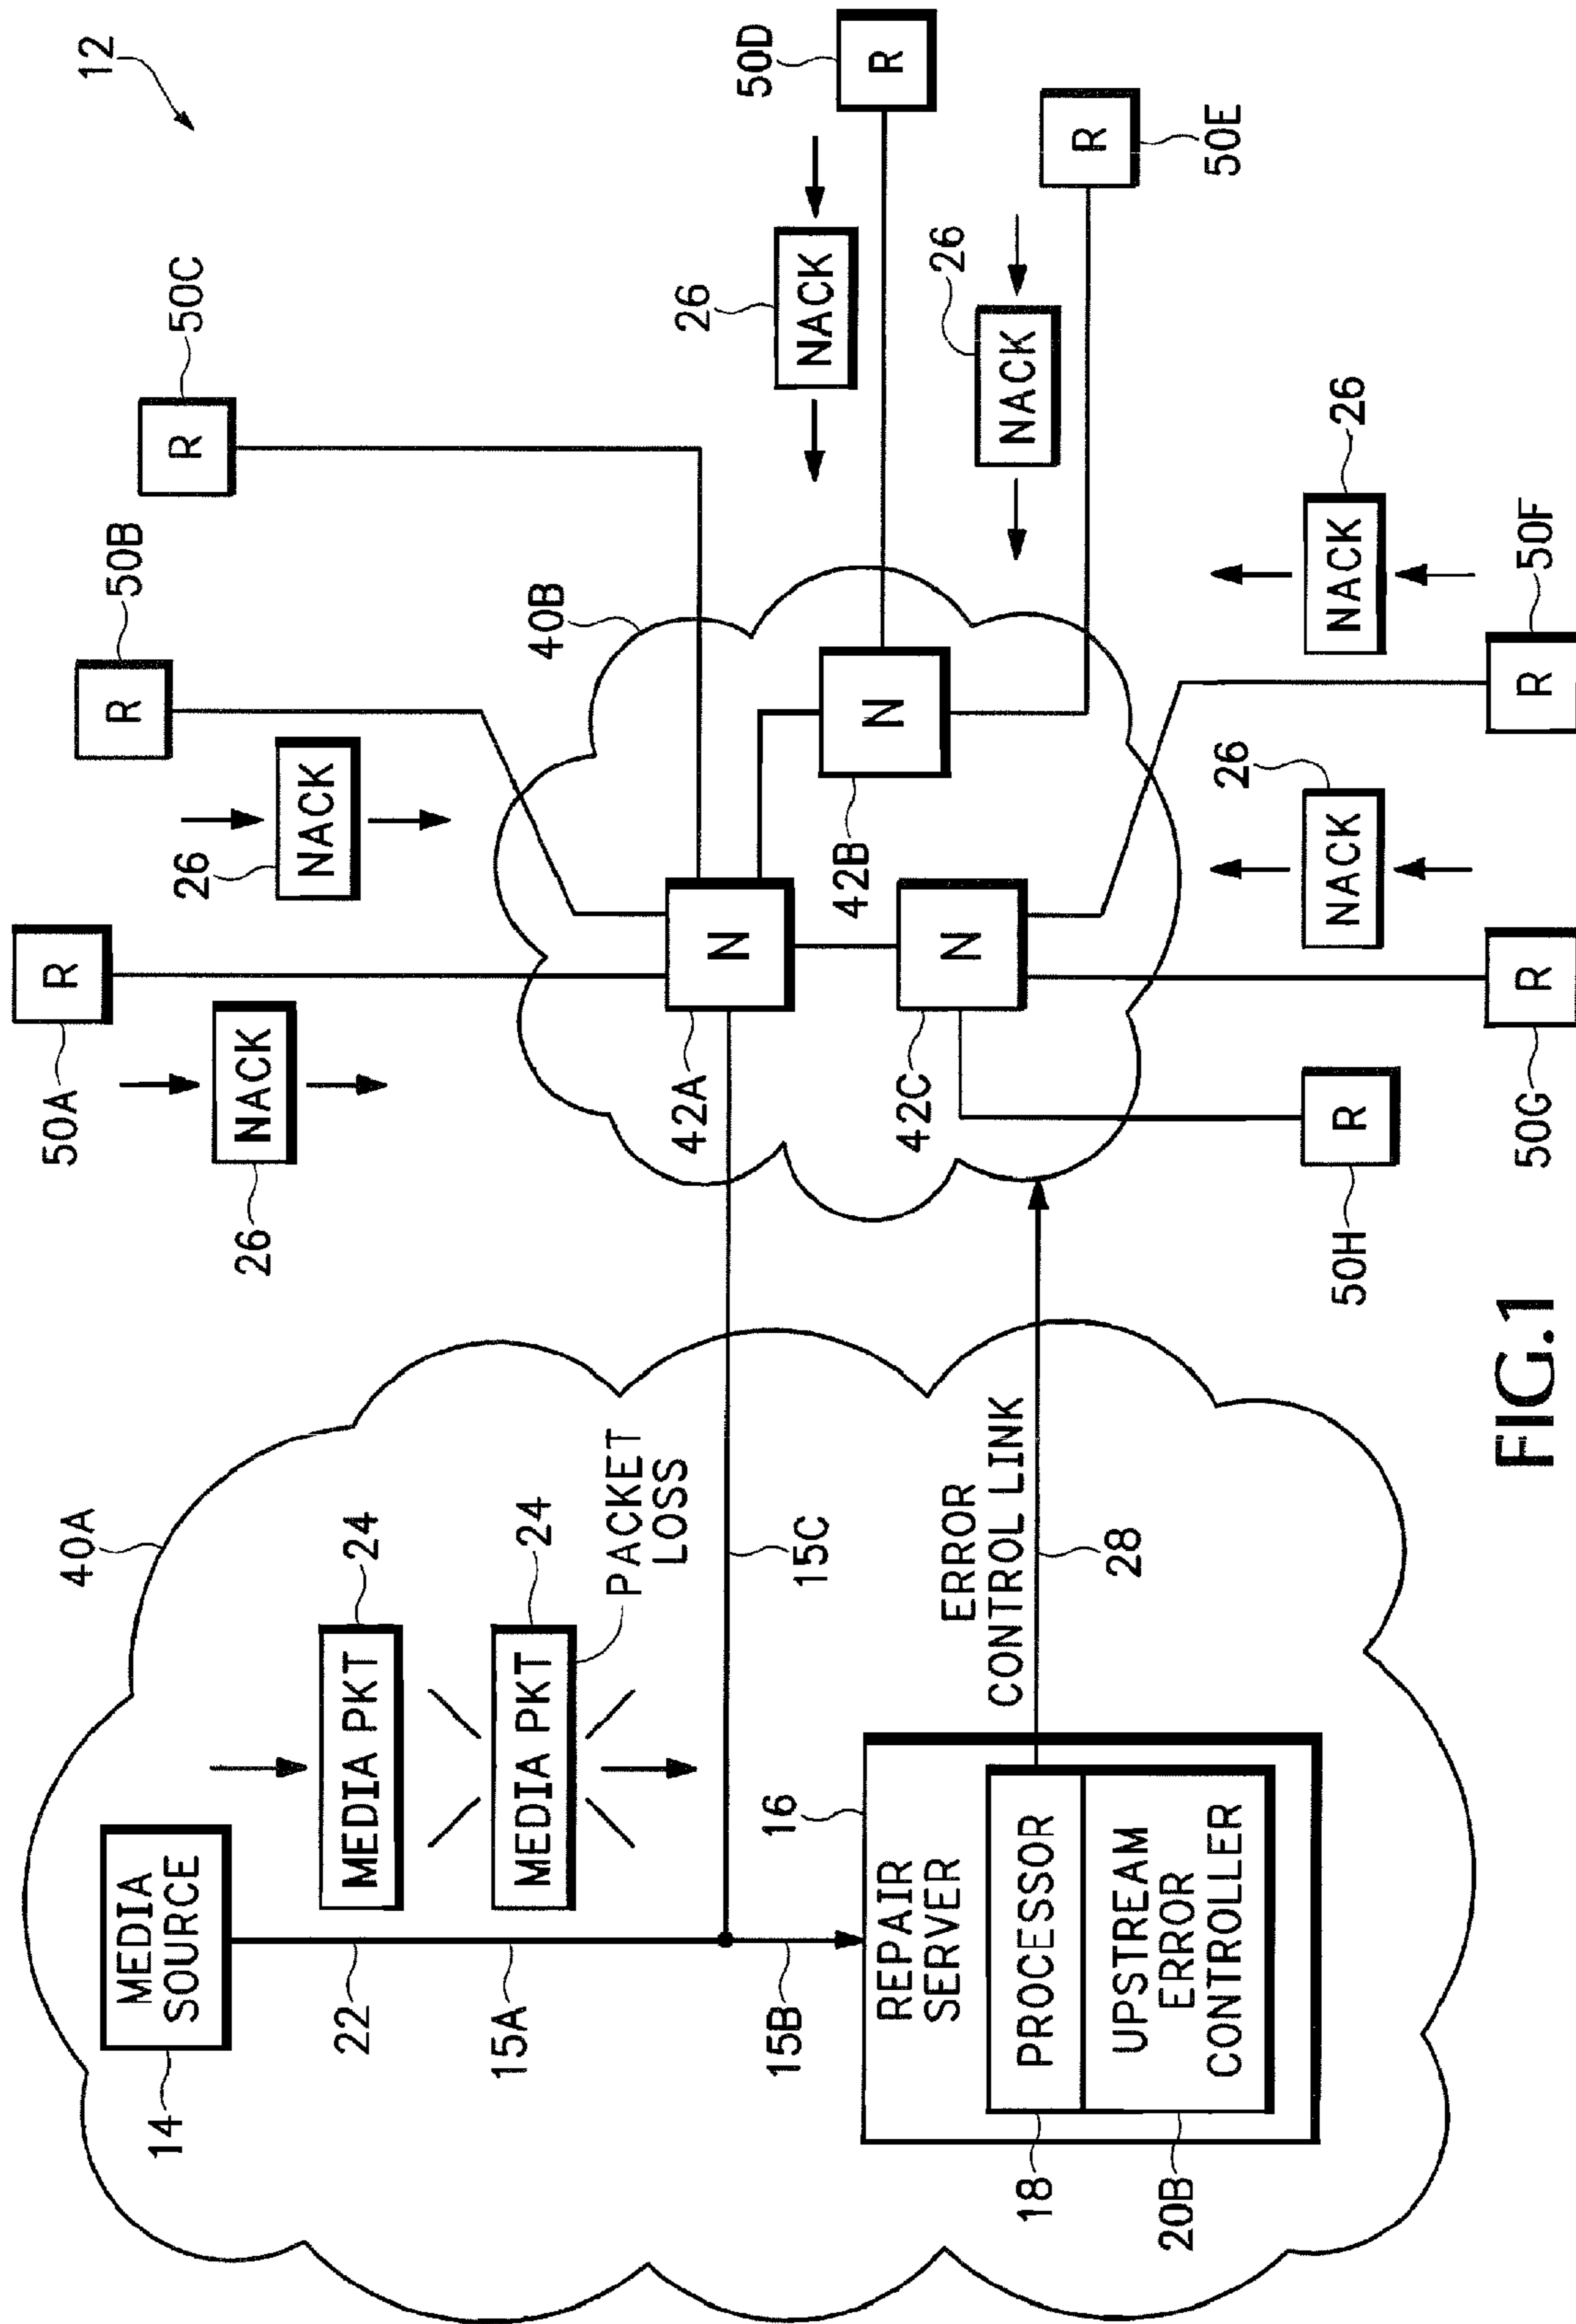 12
40A
MEDIA
SOURCE
14
22
15A
MEDIA PKT
24
MEDIA PKT
24
PACKET
LOSS
15B
15C
REPAIR
SERVER
16
PROCESSOR
18
UPSTREAM
ERROR
CONTROLLER
20B
ERROR
CONTROL LINK
28
40B
N
42A
N
42B
N
42C
R
50A
NACK
26
R
50B
NACK
26
R
50C
R
50D
NACK
26
R
50E
NACK
26
R
50F
NACK
26
R
50G
NACK
26
R
50H
FIG.1